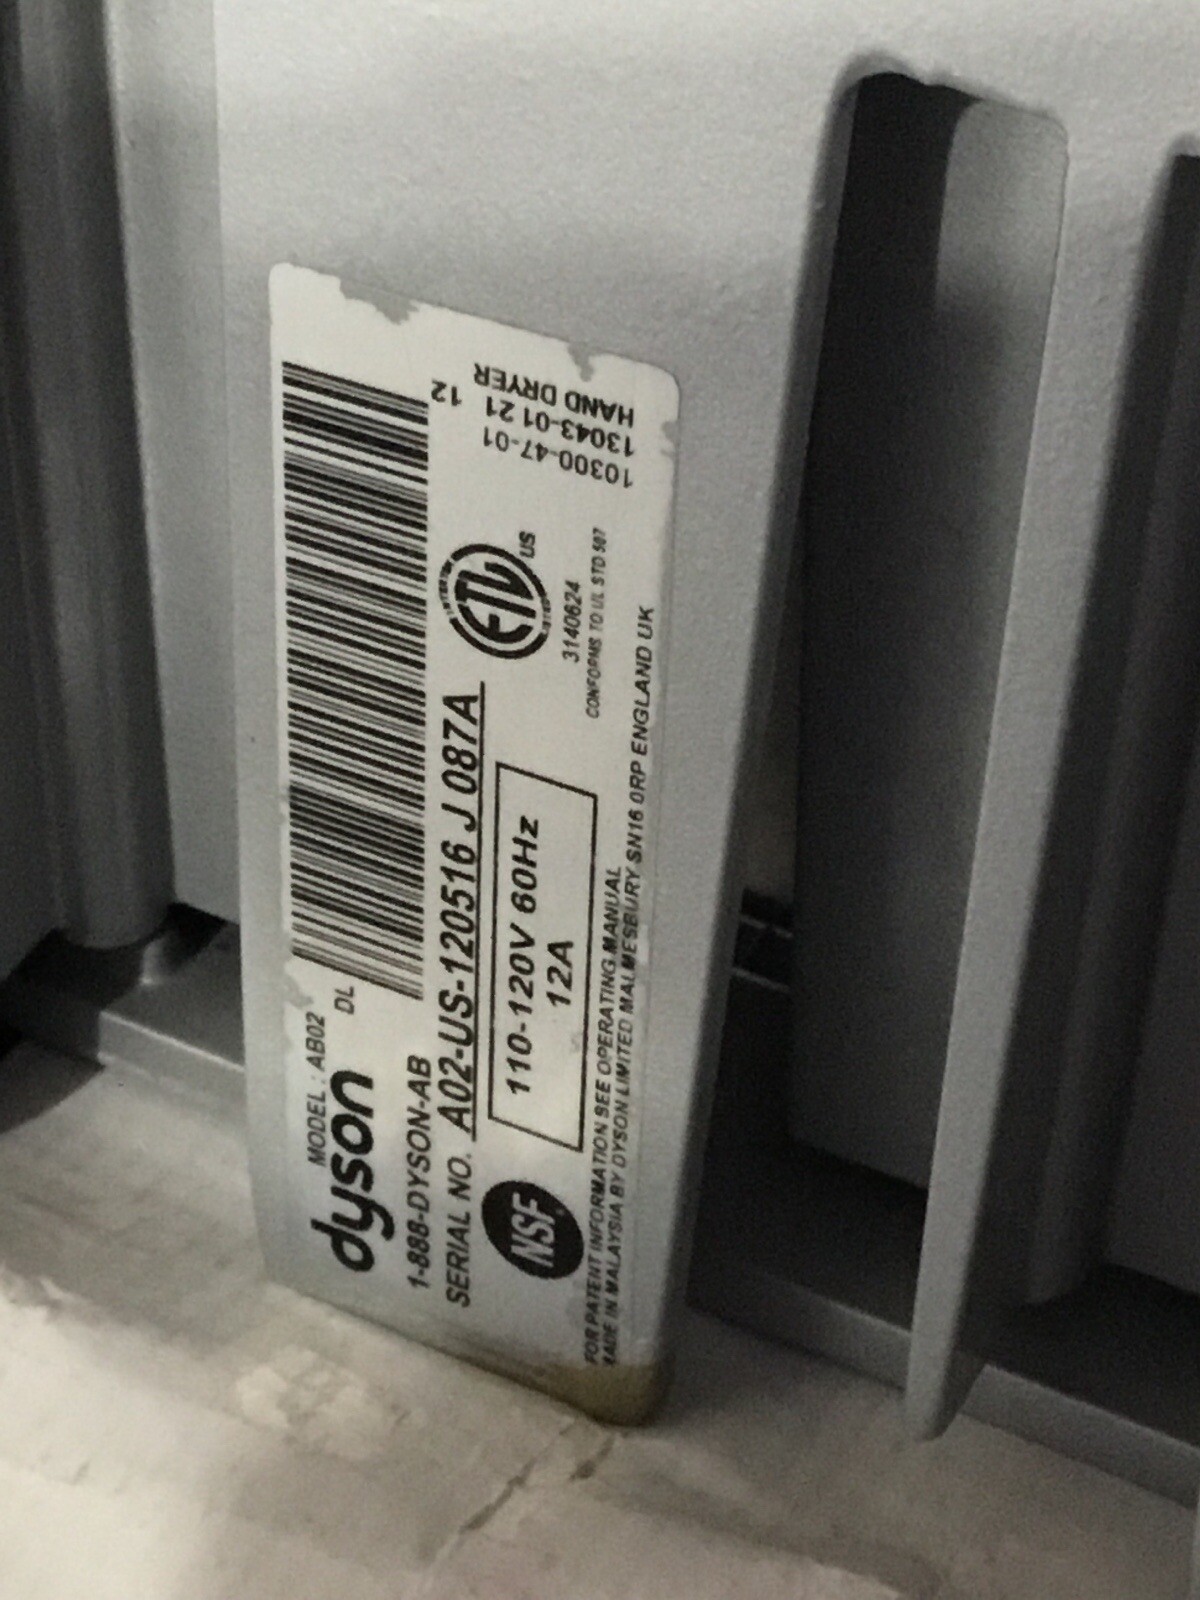 MODEL : AB02
dyson DL
1-888-DYSON-AB
SERIAL NO. A02-US-120516 J 087A
NSF
110-120V 60Hz
12A
ETL
US
INTERTEK
3140624
CONFORMS TO UL STD 507
FOR PATENT INFORMATION SEE OPERATING MANUAL
MADE IN MALAYSIA BY DYSON LIMITED MALMESBURY SN16 0RP ENGLAND UK
HAND DRYER
13043-01 21 12
10300-47-01